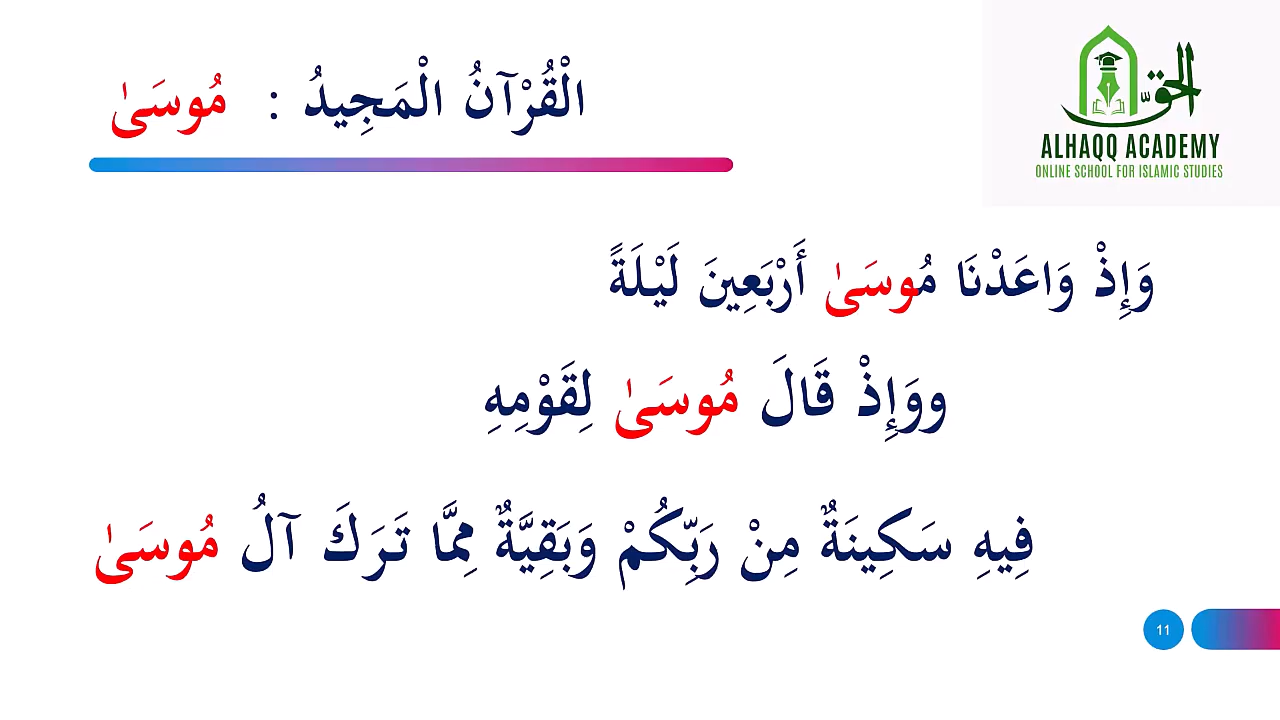 الْقُرْآنُ الْمَجِيدُ : مُوسَىٰ
الحق
ALHAQQ ACADEMY
ONLINE SCHOOL FOR ISLAMIC STUDIES
وَإِذْ وَاعَدْنَا مُوسَىٰ أَرْبَعِينَ لَيْلَةً
ووَإِذْ قَالَ مُوسَىٰ لِقَوْمِهِ
فِيهِ سَكِينَةٌ مِنْ رَبِّكُمْ وَبَقِيَّةٌ مِمَّا تَرَكَ آلُ مُوسَىٰ
11